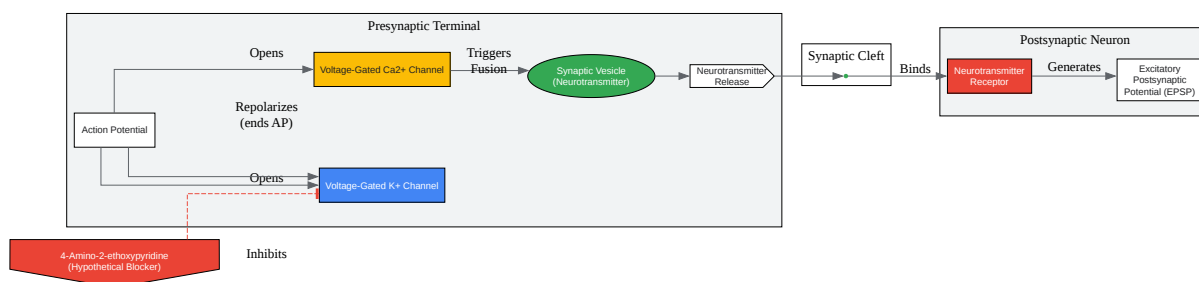 Presynaptic Terminal
Opens
Voltage-Gated Ca2+ Channel
Triggers
Fusion
Synaptic Vesicle
(Neurotransmitter)
Neurotransmitter
Release
Synaptic Cleft
Binds
Postsynaptic Neuron
Neurotransmitter
Receptor
Generates
Excitatory
Postsynaptic
Potential (EPSP)
Repolarizes
(ends AP)
Action Potential
Opens
Voltage-Gated K+ Channel
4-Amino-2-ethoxypyridine
(Hypothetical Blocker)
Inhibits